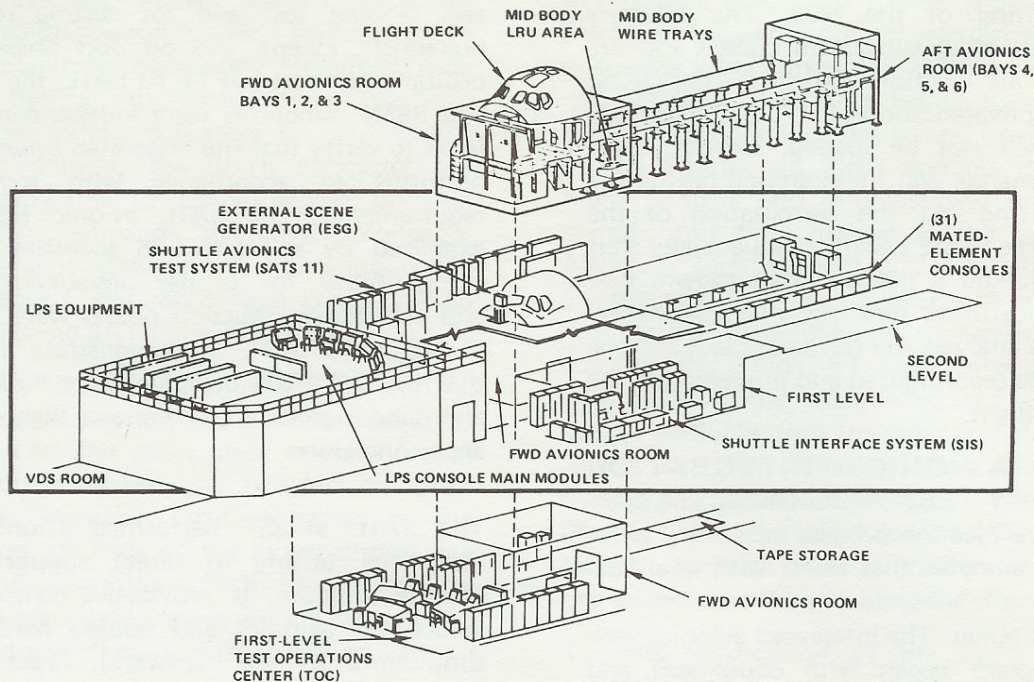 MID BODY
LRU AREA
MID BODY
WIRE TRAYS
FLIGHT DECK
AFT AVIONICS
ROOM (BAYS 4,
5, & 6)
FWD AVIONICS ROOM
BAYS 1, 2, & 3
EXTERNAL SCENE
GENERATOR (ESG)
(31)
MATED-
ELEMENT
CONSOLES
SHUTTLE AVIONICS
TEST SYSTEM (SATS 11)
LPS EQUIPMENT
SECOND
LEVEL
FIRST LEVEL
SHUTTLE INTERFACE SYSTEM (SIS)
FWD AVIONICS ROOM
VDS ROOM
LPS CONSOLE MAIN MODULES
TAPE STORAGE
FWD AVIONICS ROOM
FIRST-LEVEL
TEST OPERATIONS
CENTER (TOC)